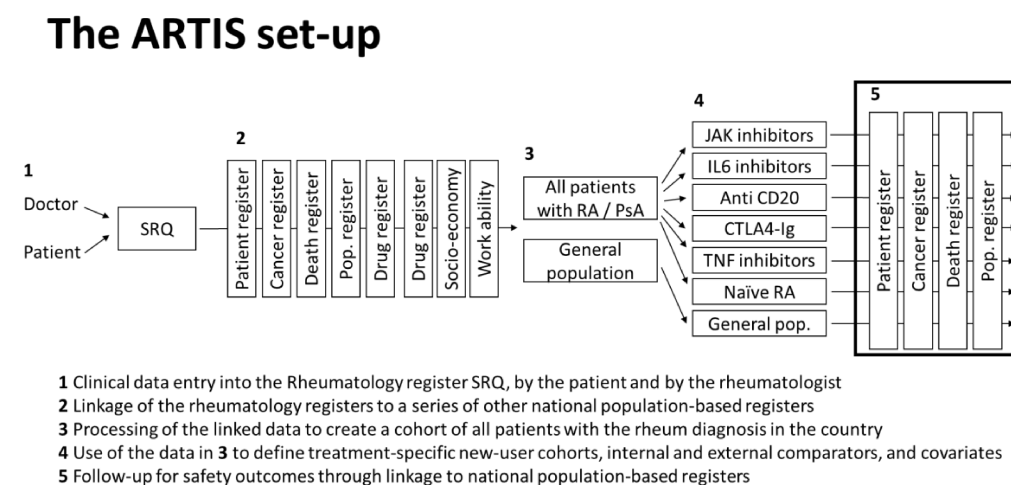 The ARTIS set-up
1
Doctor
Patient
SRQ
2
Patient register
Cancer register
Death register
Pop. register
Drug register
Drug register
Socio-economy
Work ability
3
All patients
with RA / PsA
General
population
4
JAK inhibitors
IL6 inhibitors
Anti CD20
CTLA4-Ig
TNF inhibitors
Naïve RA
General pop.
5
Patient register
Cancer register
Death register
Pop. register
1 Clinical data entry into the Rheumatology register SRQ, by the patient and by the rheumatologist
2 Linkage of the rheumatology registers to a series of other national population-based registers
3 Processing of the linked data to create a cohort of all patients with the rheum diagnosis in the country
4 Use of the data in 3 to define treatment-specific new-user cohorts, internal and external comparators, and covariates
5 Follow-up for safety outcomes through linkage to national population-based registers